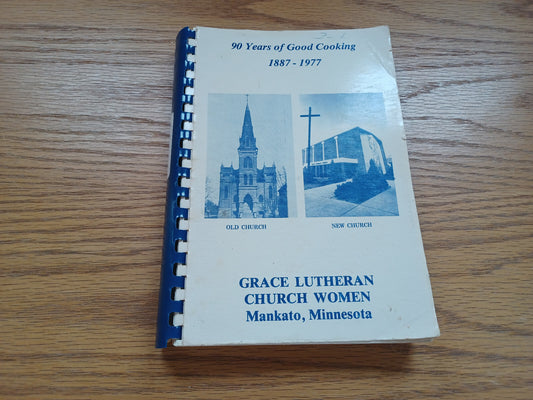 90 Years of Good Cooking
1887 - 1977
OLD CHURCH
NEW CHURCH
GRACE LUTHERAN
CHURCH WOMEN
Mankato, Minnesota